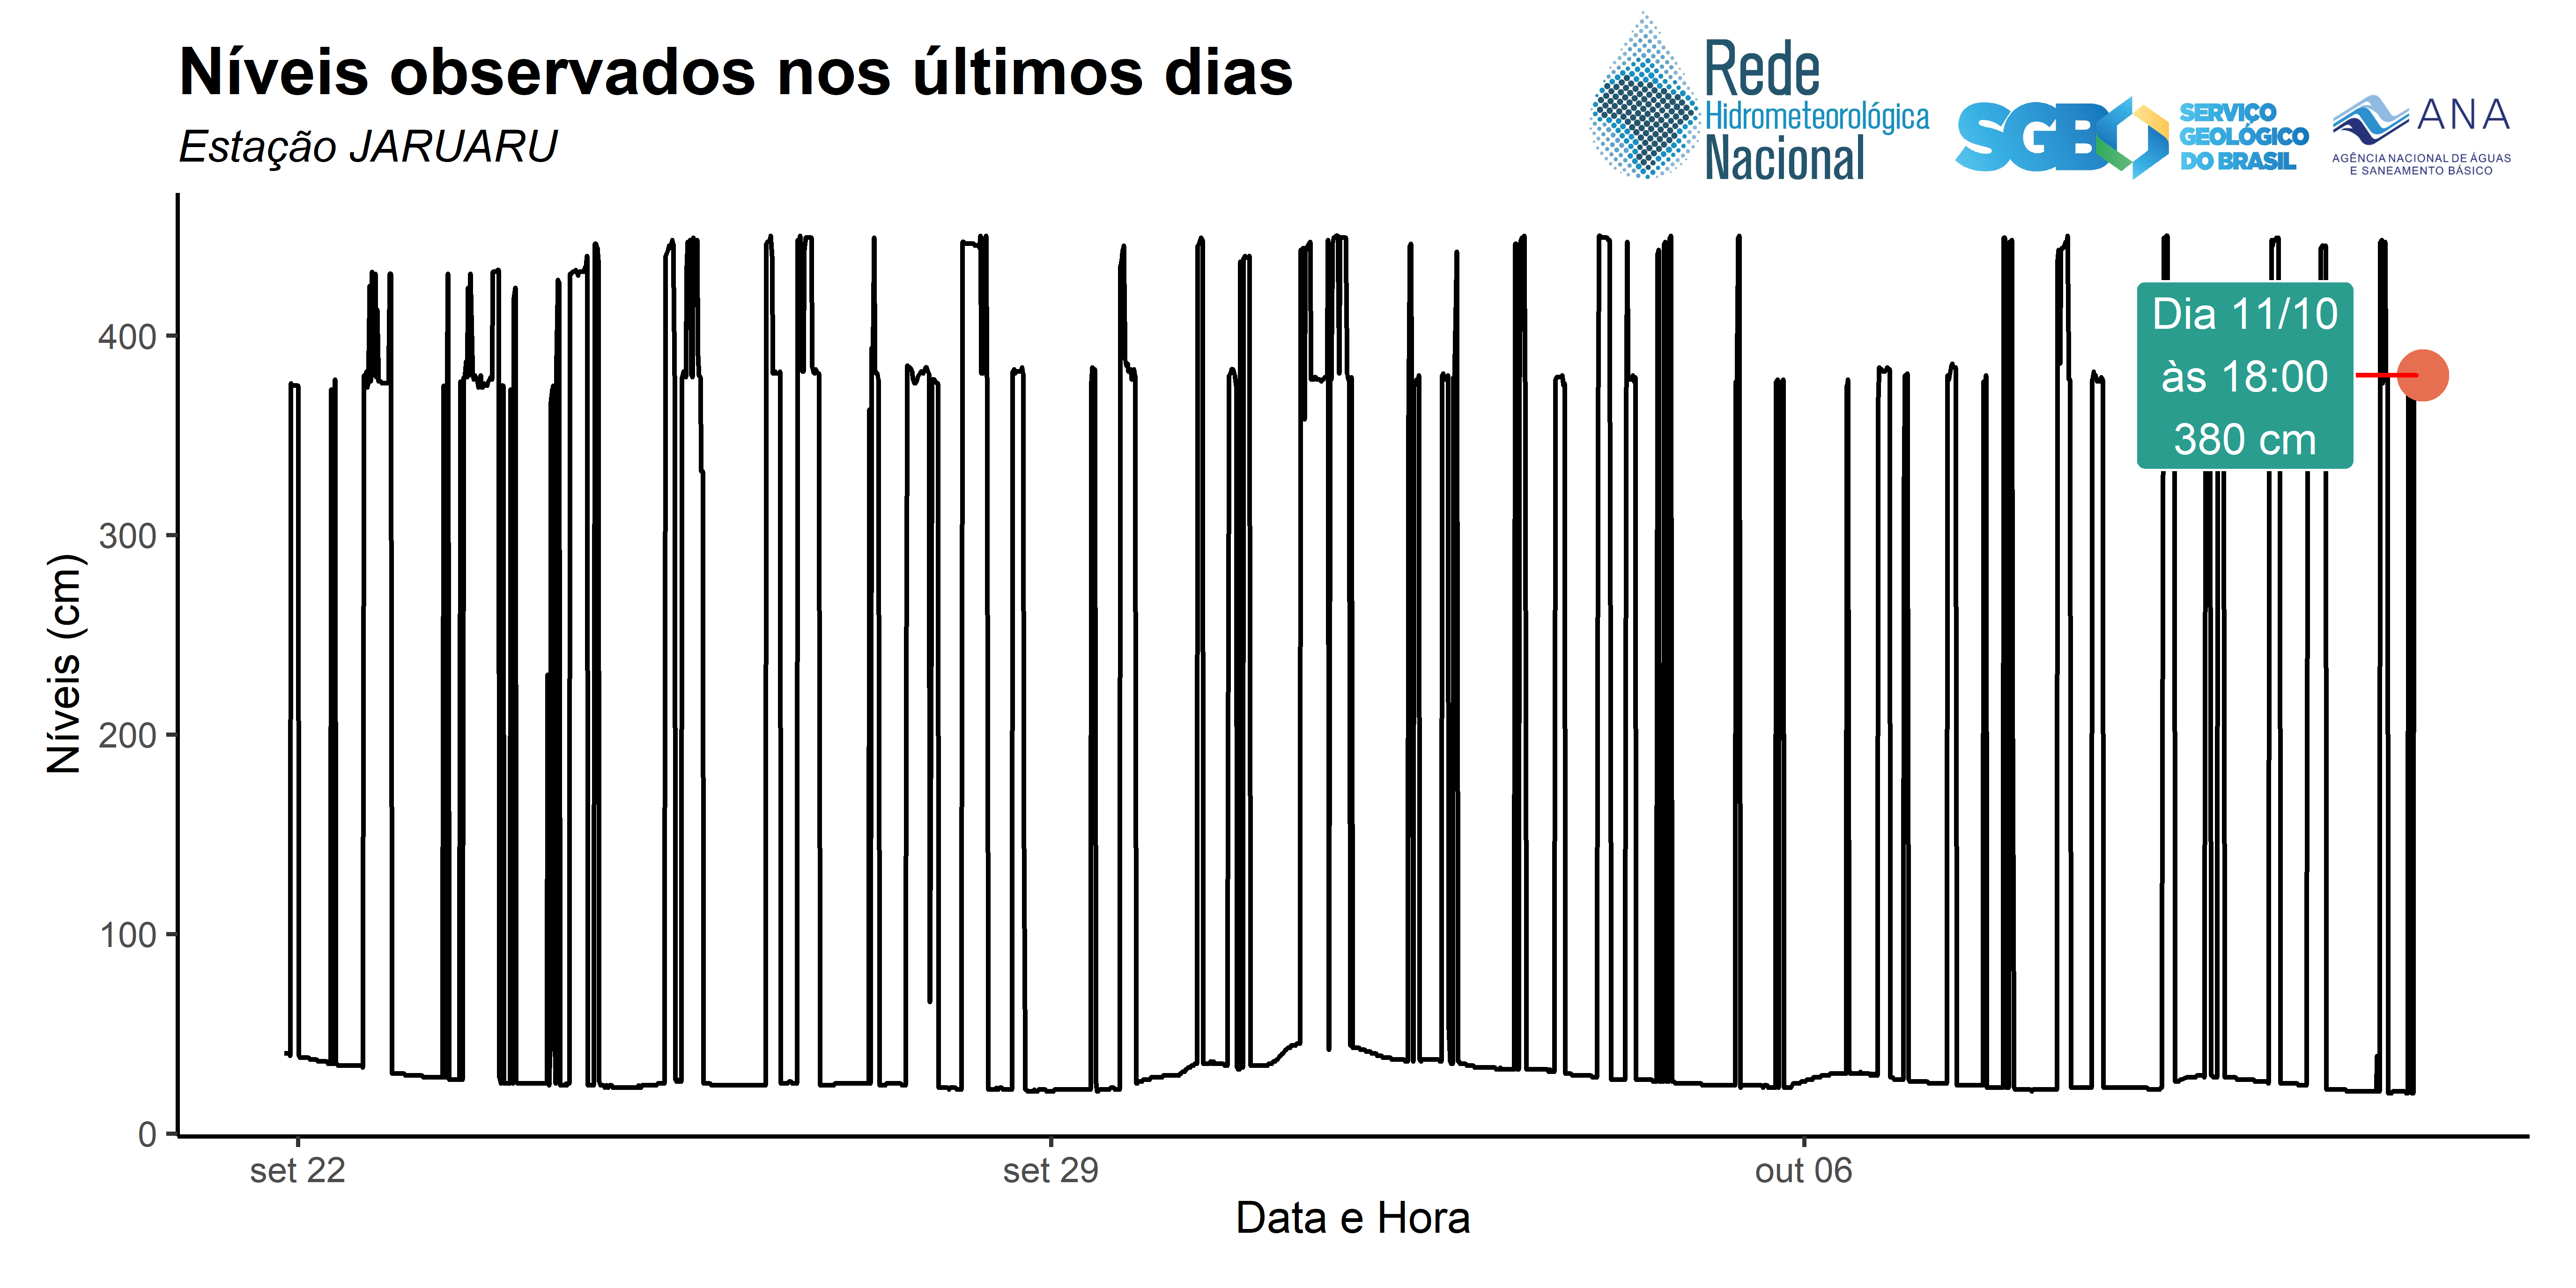 Níveis observados nos últimos dias
Estação JARUARU
Rede
Hidrometeorológica
Nacional
SGB
SERVIÇO
GEOLÓGICO
DO BRASIL
ANA
AGÊNCIA NACIONAL DE ÁGUAS
E SANEAMENTO BÁSICO
Níveis (cm)
400
300
200
100
0
Dia 11/10
às 18:00
380 cm
set 22
set 29
out 06
Data e Hora